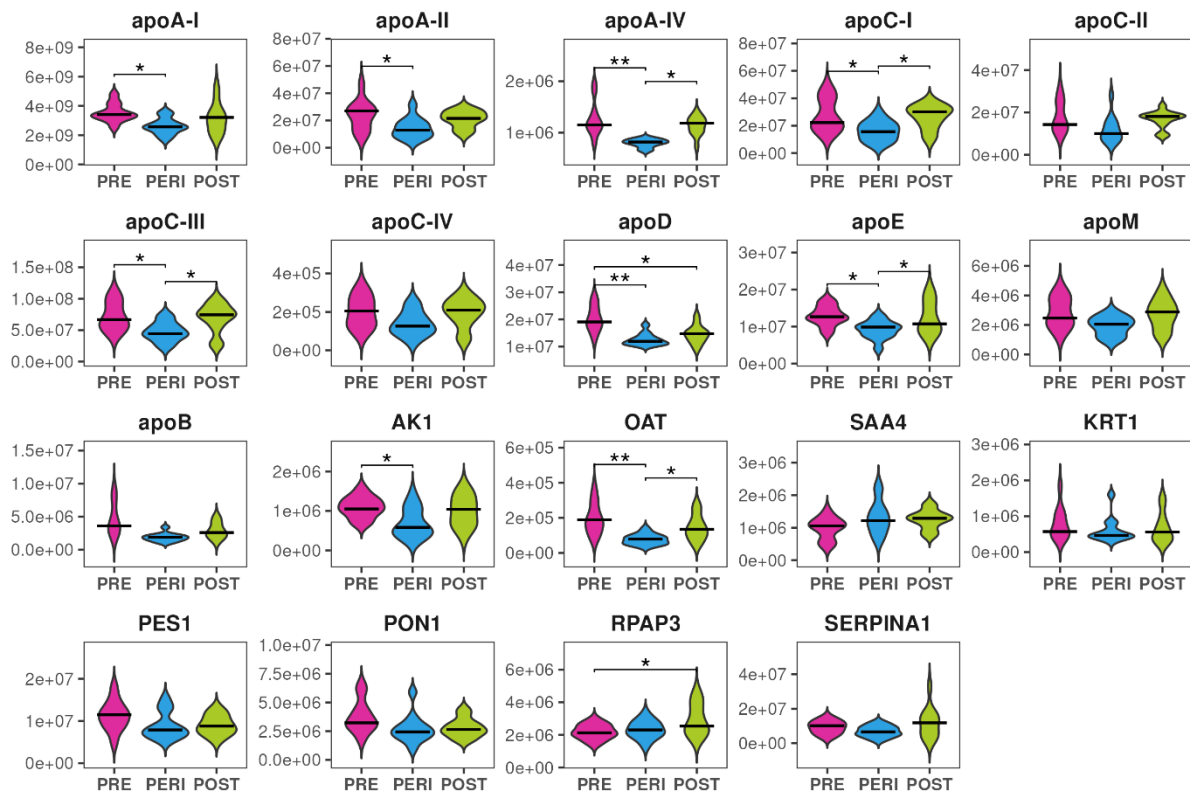 apoA-I apoA-II apoA-IV apoC-I apoC-II
8e+09 6e+09 4e+09 2e+09 0e+00
8e+07 6e+07 4e+07 2e+07 0e+00
2e+06 1e+06
8e+07 6e+07 4e+07 2e+07 0e+00
4e+07 2e+07 0e+00
* * ** * * *
PRE PERI POST PRE PERI POST PRE PERI POST PRE PERI POST PRE PERI POST
apoC-III apoC-IV apoD apoE apoM
1.5e+08 1.0e+08 5.0e+07 0.0e+00
4e+05 2e+05 0e+00
4e+07 3e+07 2e+07 1e+07
3e+07 2e+07 1e+07 0e+00
6e+06 4e+06 2e+06 0e+00
* * * ** * *
PRE PERI POST PRE PERI POST PRE PERI POST PRE PERI POST PRE PERI POST
apoB AK1 OAT SAA4 KRT1
1.5e+07 1.0e+07 5.0e+06 0.0e+00
2e+06 1e+06 0e+00
6e+05 4e+05 2e+05 0e+00
3e+06 2e+06 1e+06 0e+00
3e+06 2e+06 1e+06 0e+00
* ** *
PRE PERI POST PRE PERI POST PRE PERI POST PRE PERI POST PRE PERI POST
PES1 PON1 RPAP3 SERPINA1
2e+07 1e+07 0e+00
1.0e+07 7.5e+06 5.0e+06 2.5e+06 0.0e+00
6e+06 4e+06 2e+06 0e+00
4e+07 2e+07 0e+00
*
PRE PERI POST PRE PERI POST PRE PERI POST PRE PERI POST